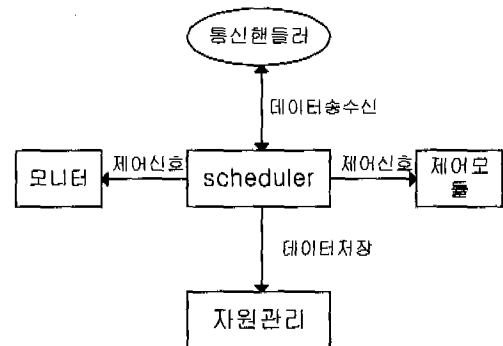 통신핸들러
데이터송수신
모니터
제어신호
scheduler
제어신호
제어모
듈
데이터저장
자원관리